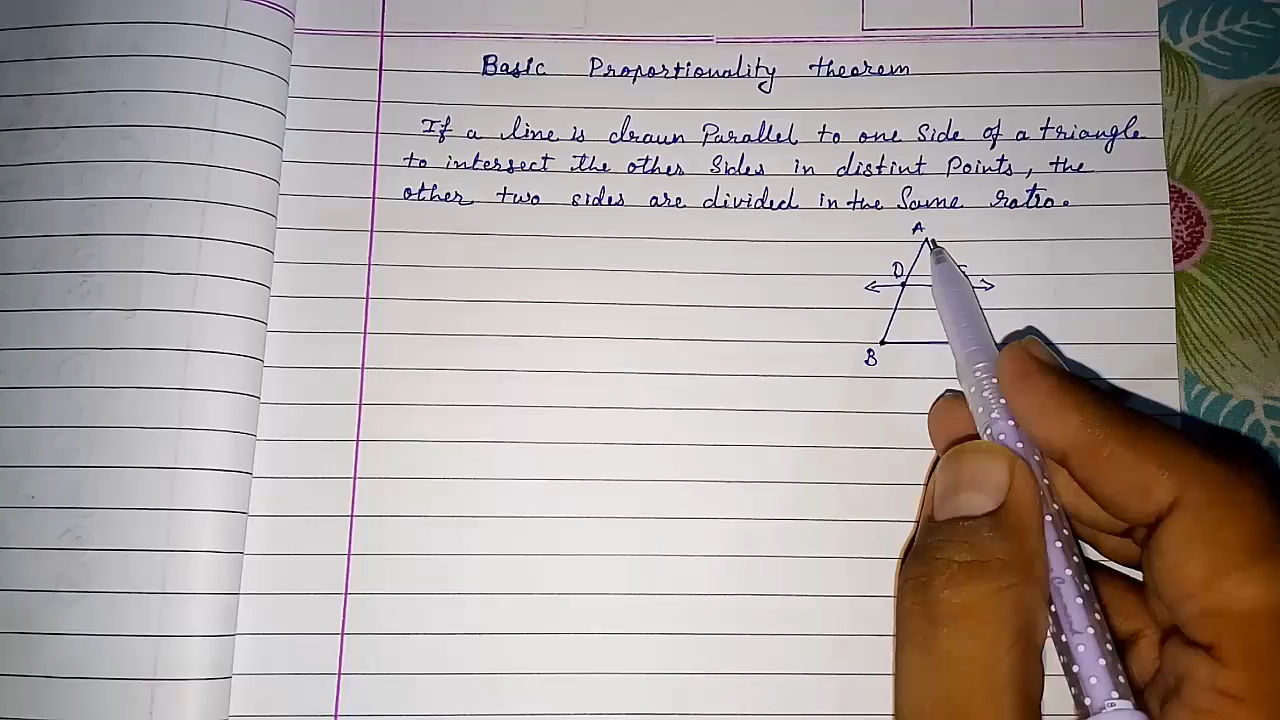 Basic Proportionality theorem
If a line is drawn Parallel to one Side of a triangle
to intersect the other Sides in distint Points, the
other two sides are divided in the Same ratio.
A
D
B